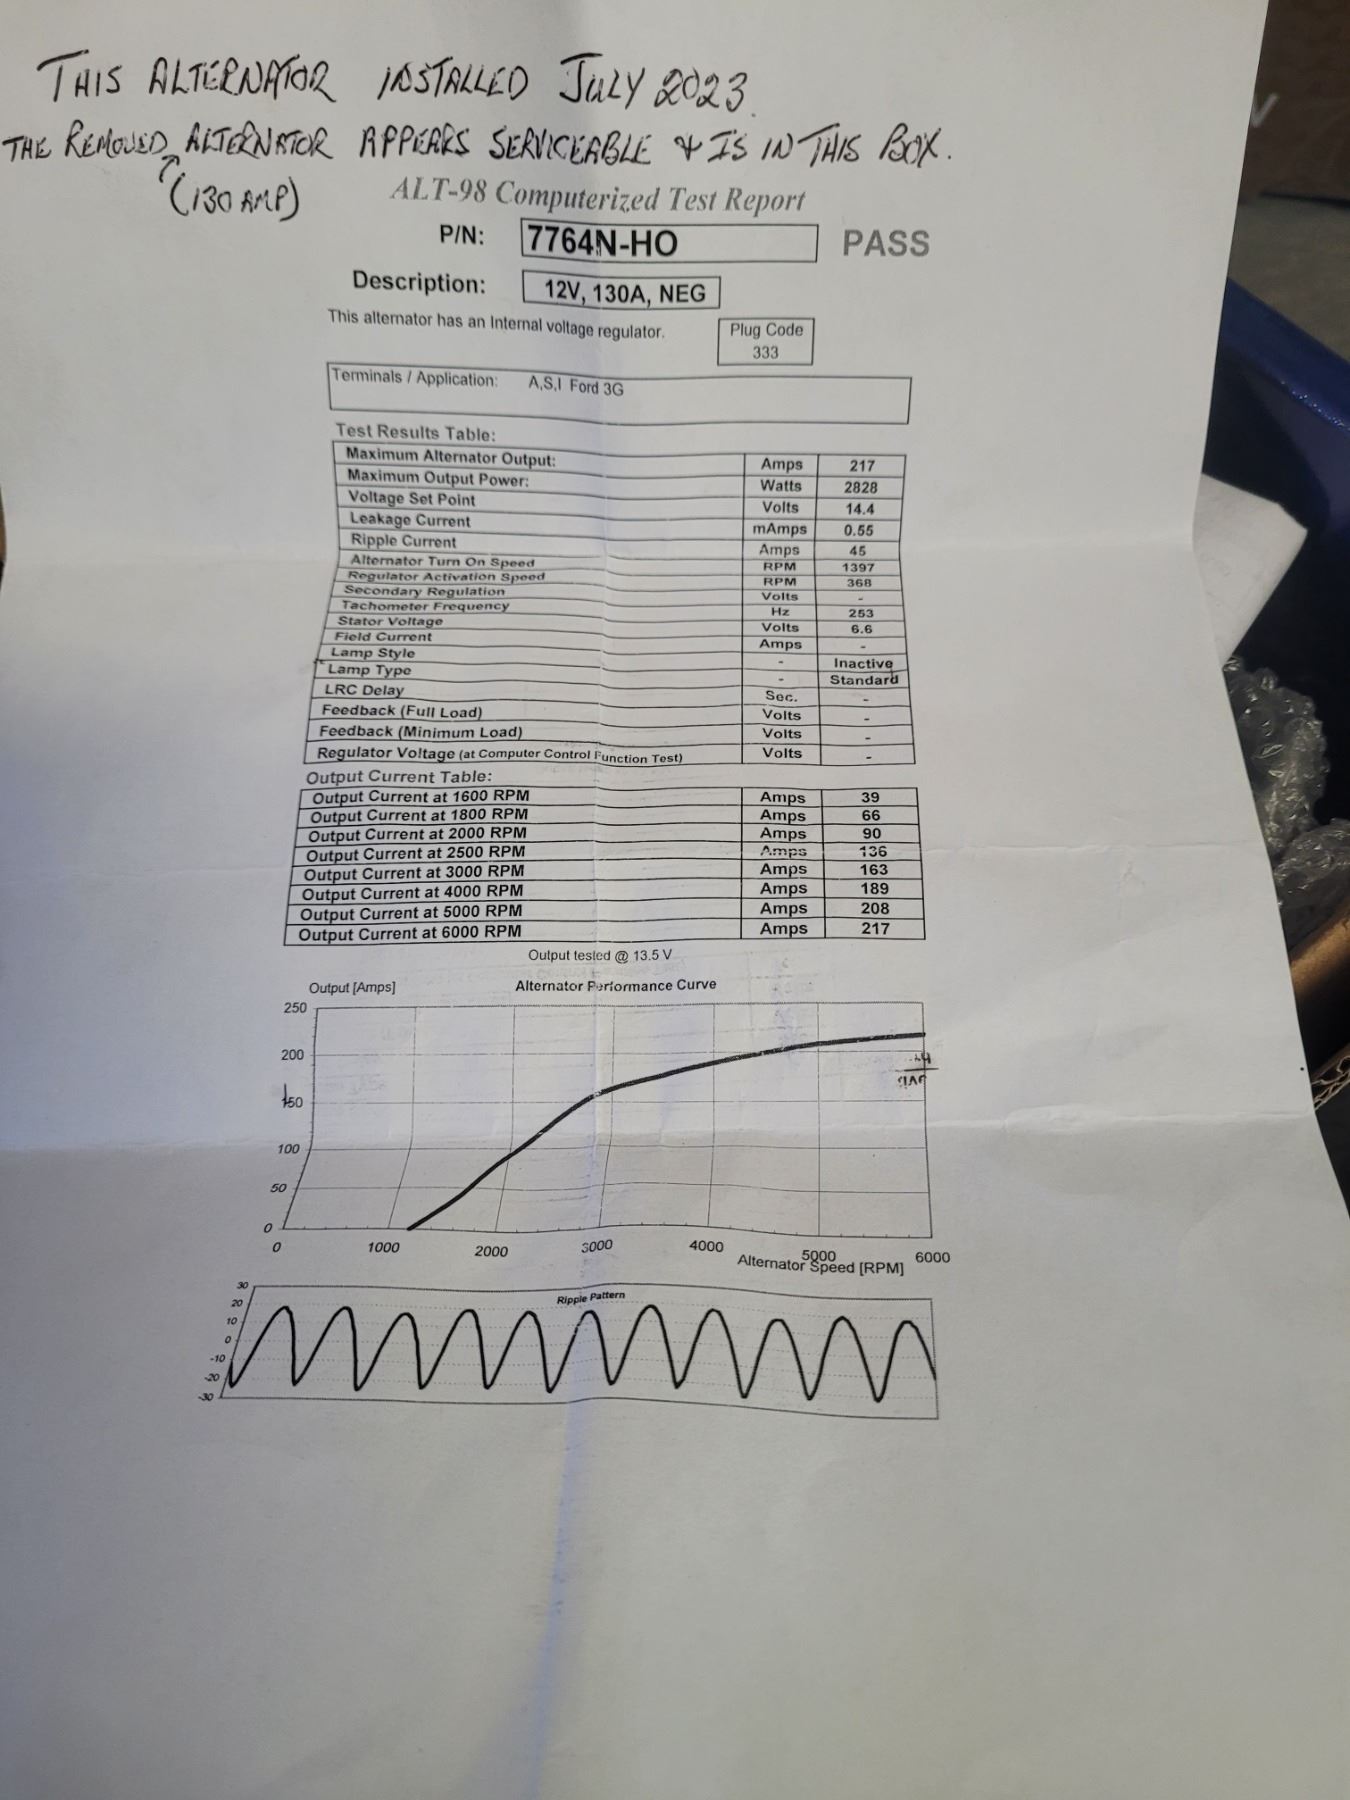 THIS ALTERNATOR INSTALLED JULY 2023.
THE REMOVED ALTERNATOR APPEARS SERVICEABLE & IS IN THIS BOX.
(130 AMP)
ALT-98 Computerized Test Report
P/N: 7764N-HO PASS
Description: 12V, 130A, NEG
This alternator has an Internal voltage regulator.
Plug Code
333
Terminals / Application: A,S,I Ford 3G
Test Results Table:
Maximum Alternator Output: Amps 217
Maximum Output Power: Watts 2828
Voltage Set Point Volts 14.4
Leakage Current mAmps 0.55
Ripple Current Amps 45
Alternator Turn On Speed RPM 1397
Regulator Activation Speed RPM 368
Secondary Regulation Volts -
Tachometer Frequency Hz 253
Stator Voltage Volts 6.6
Field Current Amps -
Lamp Style - Inactive
Lamp Type - Standard
LRC Delay Sec. -
Feedback (Full Load) Volts -
Feedback (Minimum Load) Volts -
Regulator Voltage (at Computer Control Function Test) Volts -
Output Current Table:
Output Current at 1600 RPM Amps 39
Output Current at 1800 RPM Amps 66
Output Current at 2000 RPM Amps 90
Output Current at 2500 RPM Amps 136
Output Current at 3000 RPM Amps 163
Output Current at 4000 RPM Amps 189
Output Current at 5000 RPM Amps 208
Output Current at 6000 RPM Amps 217
Output tested @ 13.5 V
Output [Amps] Alternator Performance Curve
250
200
150
100
50
0
0 1000 2000 3000 4000 5000 6000
Alternator Speed [RPM]
Ripple Pattern
30
20
10
0
-10
-20
-30